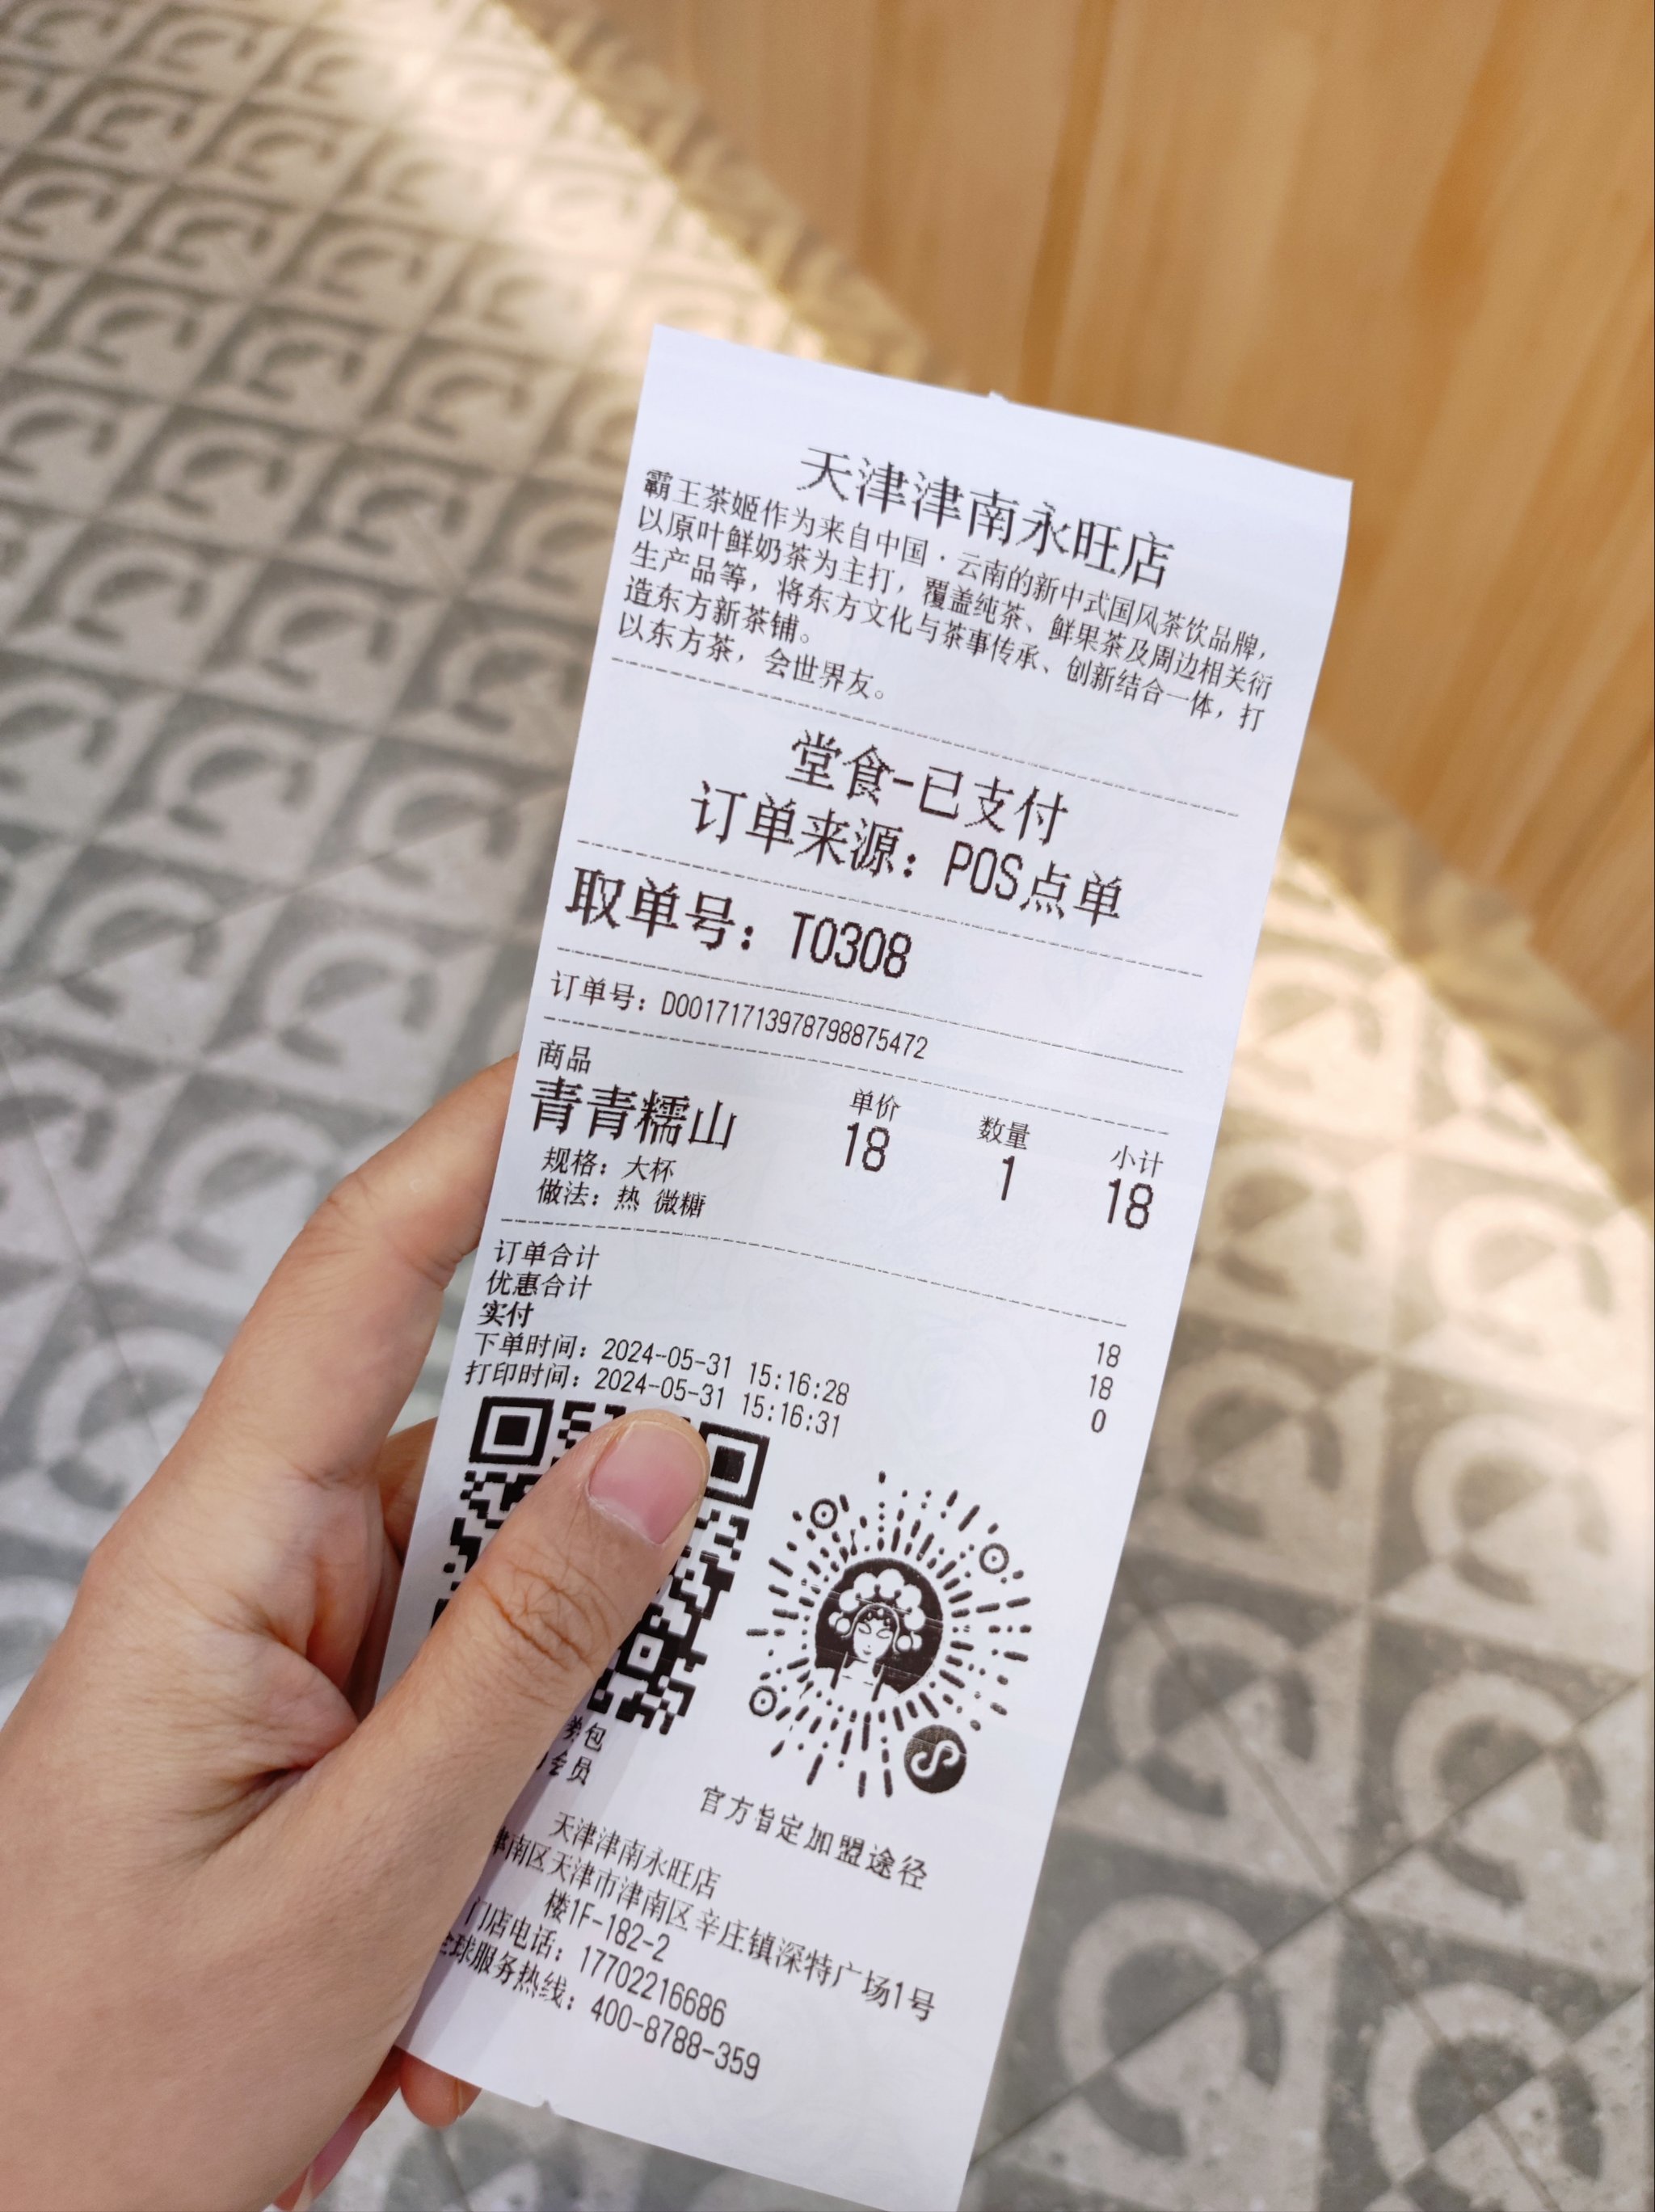 天津津南永旺店
霸王茶姬作为来自中国·云南的新中式国风茶饮品牌,
以原叶鲜奶茶为主打,覆盖纯茶、鲜果茶及周边相关衍
生产品等,将东方文化与茶事传承、创新结合一体,打
造东方新茶铺。
以东方茶,会世界友。
堂食-已支付
订单来源:POS点单
取单号:T0308
订单号:D001717139787988875472
商品 单价 数量 小计
青青糯山 18 1 18
规格:大杯
做法:热 微糖
订单合计 18
优惠合计 18
实付 0
下单时间:2024-05-31 15:16:28
打印时间:2024-05-31 15:16:31
券包
会员
官方指定加盟途径
天津津南永旺店
津南区天津市津南区辛庄镇深特广场1号
楼1F-182-2
门店电话:17702216686
全球服务热线:400-8788-359